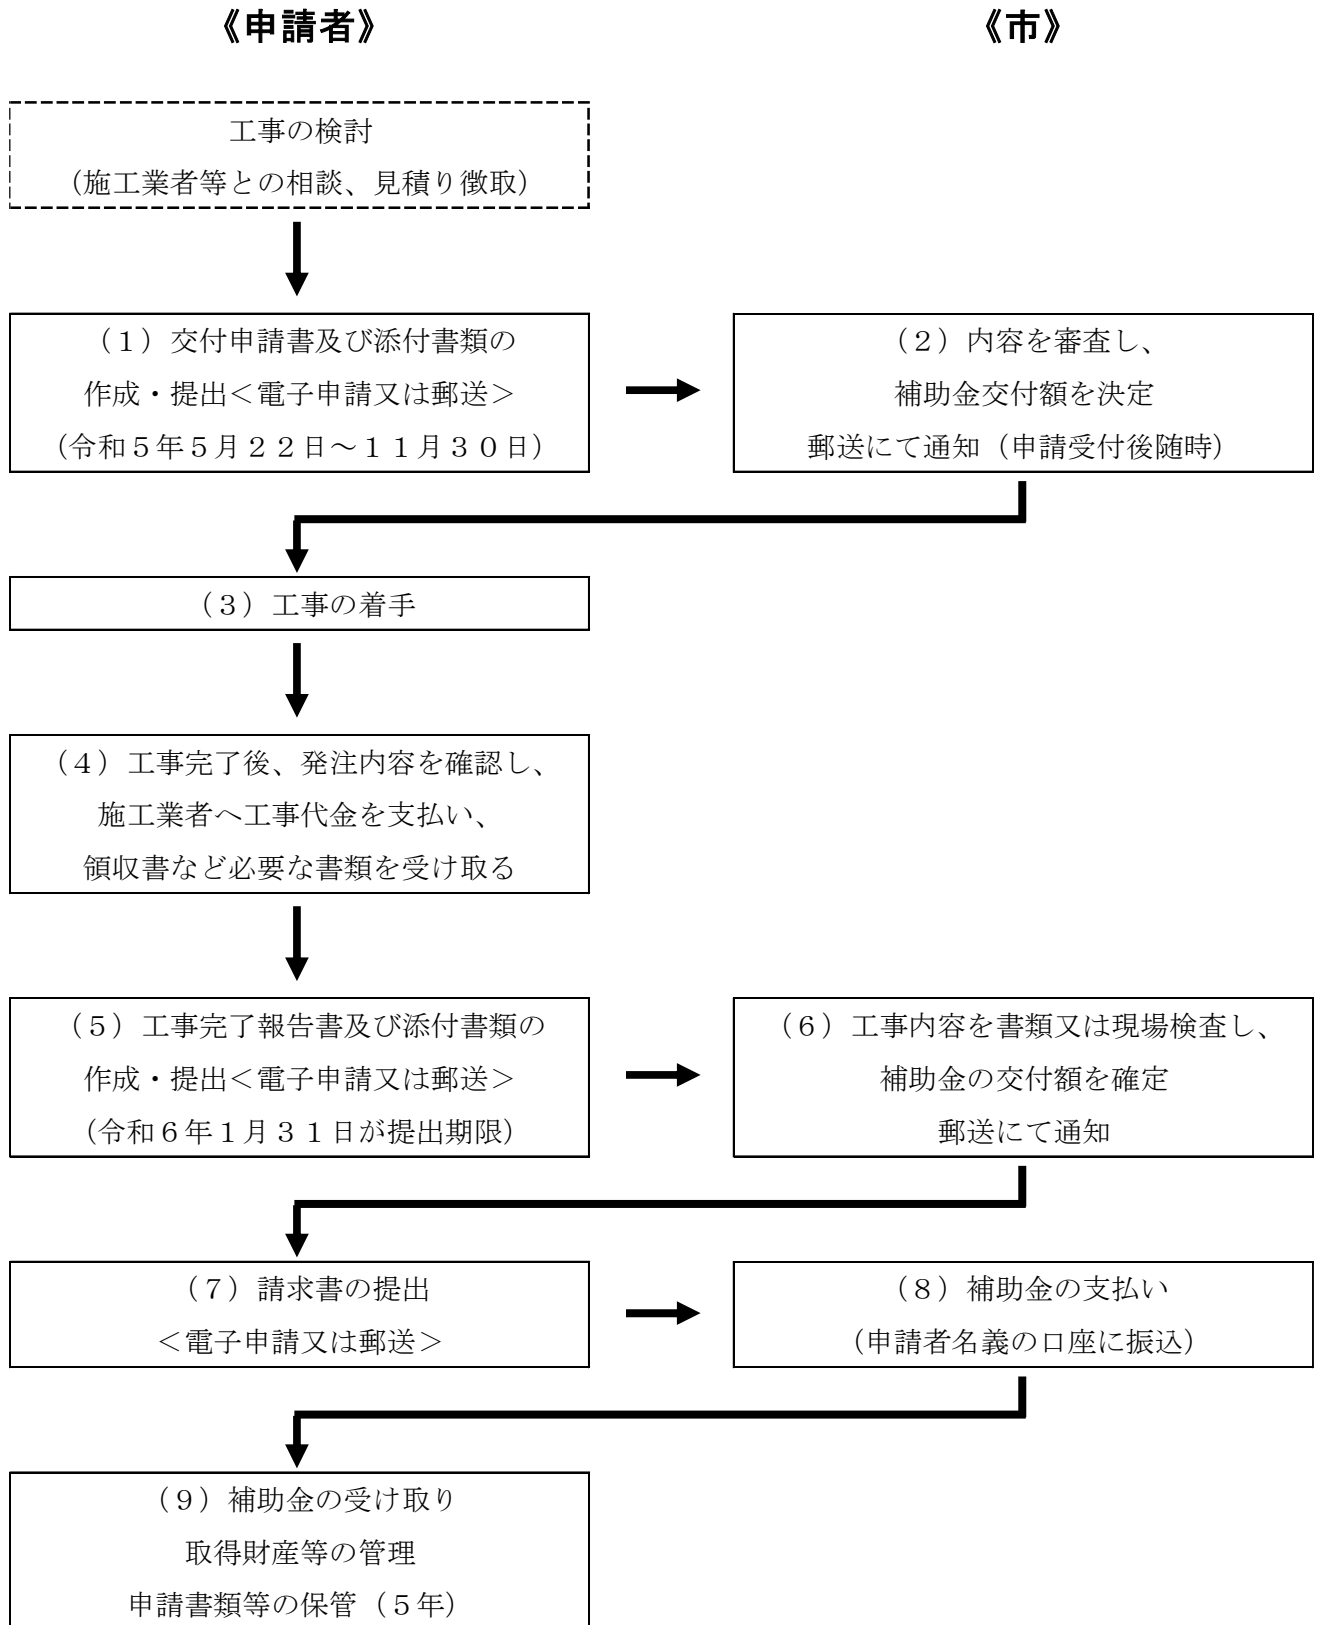 《申請者》
《市》
工事の検討
（施工業者等との相談、見積り徴取）
（１）交付申請書及び添付書類の
作成・提出＜電子申請又は郵送＞
（令和５年５月２２日～１１月３０日）
（２）内容を審査し、
補助金交付額を決定
郵送にて通知（申請受付後随時）
（３）工事の着手
（４）工事完了後、発注内容を確認し、
施工業者へ工事代金を支払い、
領収書など必要な書類を受け取る
（５）工事完了報告書及び添付書類の
作成・提出＜電子申請又は郵送＞
（令和６年１月３１日が提出期限）
（６）工事内容を書類又は現場検査し、
補助金の交付額を確定
郵送にて通知
（７）請求書の提出
＜電子申請又は郵送＞
（８）補助金の支払い
（申請者名義の口座に振込）
（９）補助金の受け取り
取得財産等の管理
申請書類等の保管（５年）